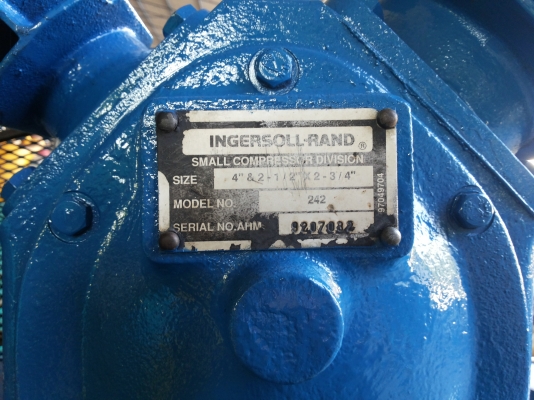 INGERSOLL-RAND®
SMALL COMPRESSOR DIVISION
SIZE 4" & 2-1/2" X 2-3/4"
MODEL NO. 242
SERIAL NO. AHM
97049704